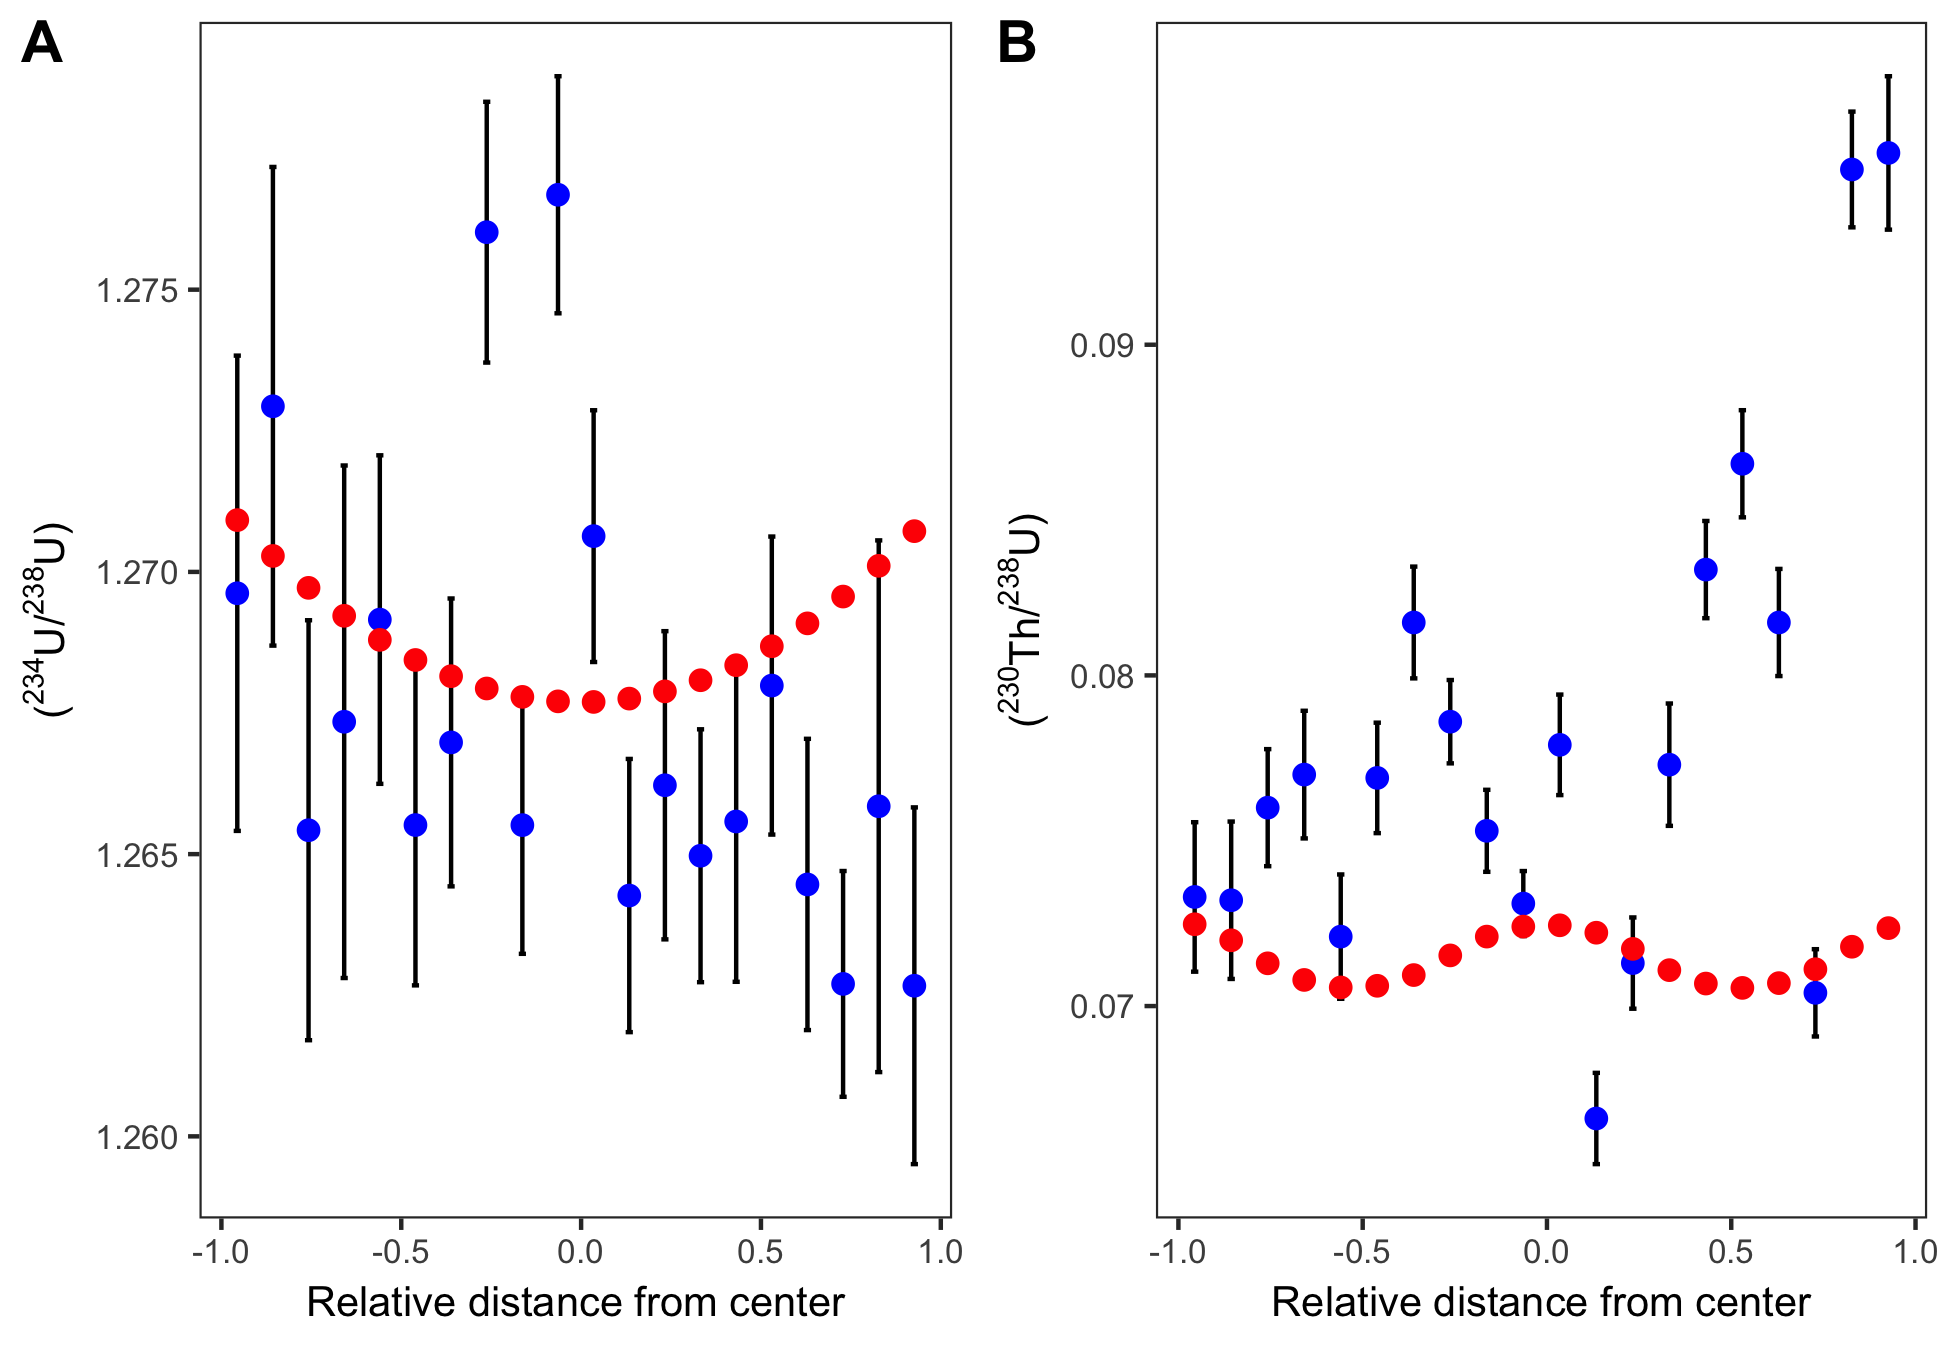 A
B
(²³⁴U/²³⁸U)
1.275
1.270
1.265
1.260
-1.0 -0.5 0.0 0.5 1.0
Relative distance from center
(²³⁰Th/²³⁸U)
0.09
0.08
0.07
-1.0 -0.5 0.0 0.5 1.0
Relative distance from center